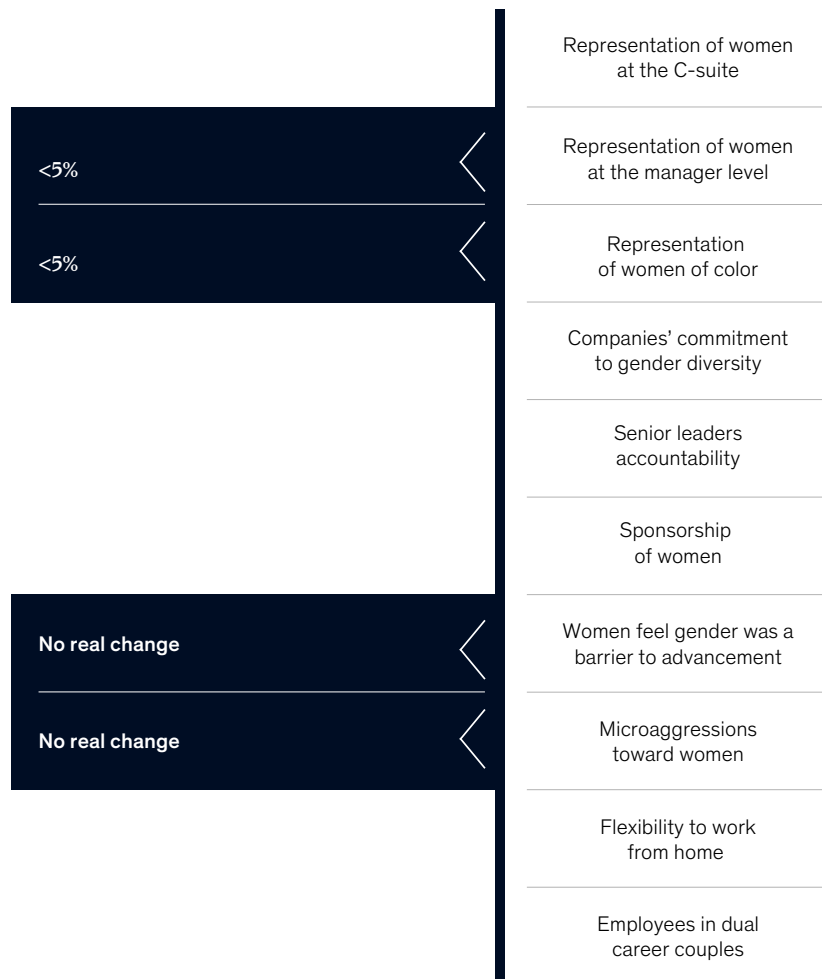 Representation of women
at the C-suite
<5%
Representation of women
at the manager level
<5%
Representation
of women of color
Companies’ commitment
to gender diversity
Senior leaders
accountability
Sponsorship
of women
No real change
Women feel gender was a
barrier to advancement
No real change
Microaggressions
toward women
Flexibility to work
from home
Employees in dual
career couples